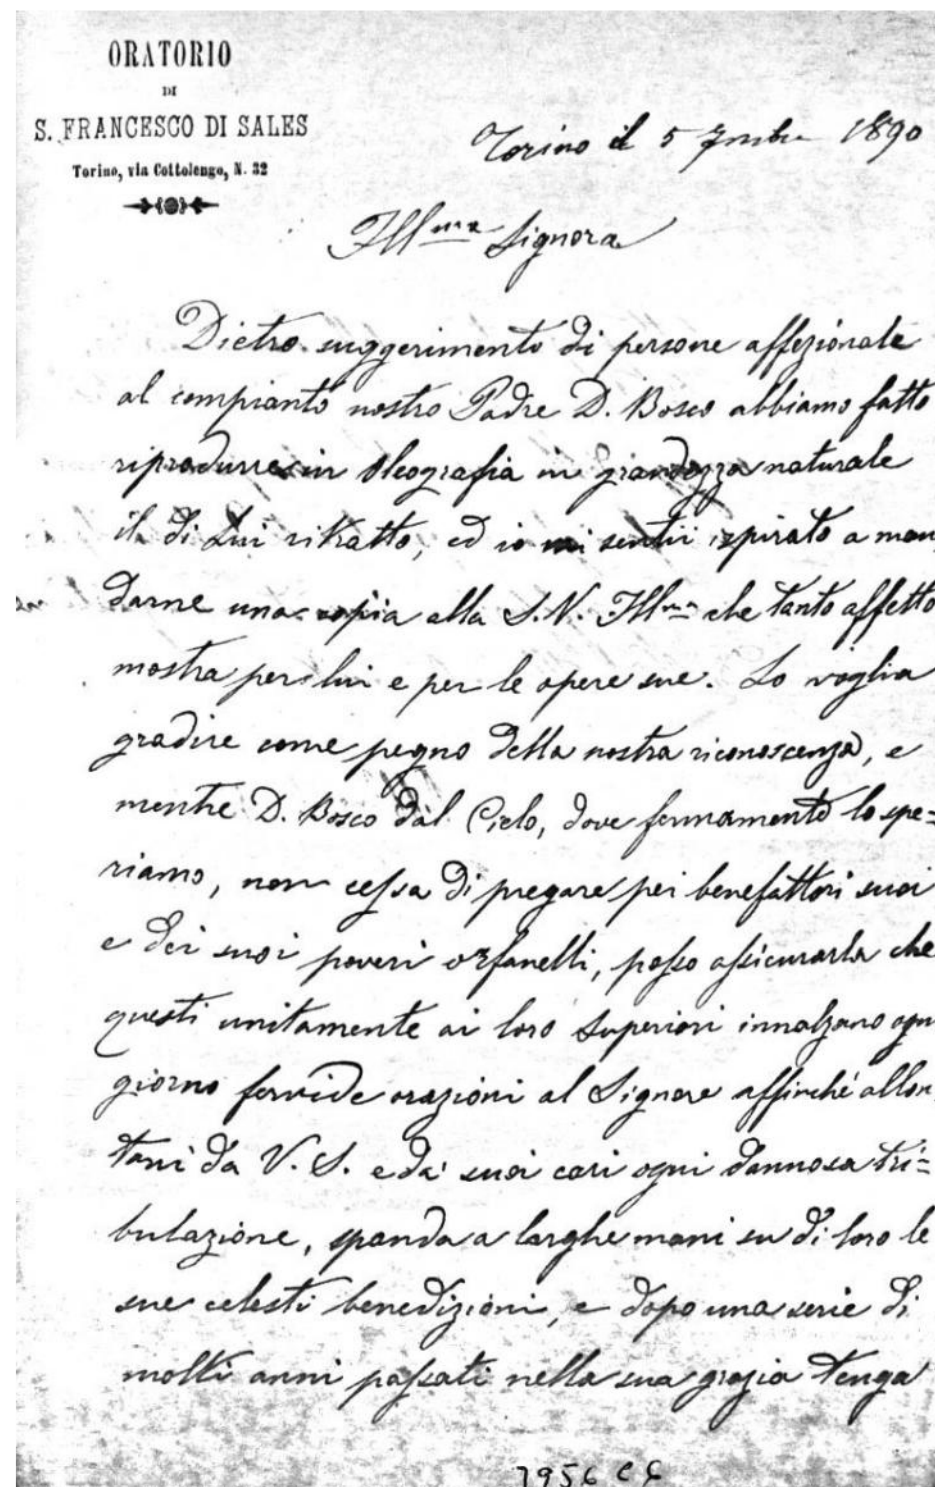 ORATORIO
DI
S. FRANCESCO DI SALES
Torino, via Cottolengo, N. 32
Torino il 5 7mbre 1890
Ill.ma Signora
Dietro suggerimento di persone affezionate
al compianto nostro Padre D. Bosco abbiamo fatto
riprodurre in oleografia in grandezza naturale
il di Lui ritratto, ed io mi sentii ispirato a man
darne una copia alla S.V. Ill.ma che tanto affetto
mostra per lui e per le opere sue. Lo voglia
gradire come pegno della nostra riconoscenza, e
mentre D. Bosco dal Cielo, dove fermamente lo spe=
riamo, non cessa di pregare pei benefattori suoi
e dei suoi poveri orfanelli, posso assicurarla che
questi unitamente ai loro Superiori innalzano ogni
giorno fervide orazioni al Signore affinché allon
tani da V. S. e da' suoi cari ogni dannosa tri=
bulazione, spanda a larghe mani su di loro le
sue celesti benedizioni, e dopo una serie di
molti anni passati nella sua grazia tenga